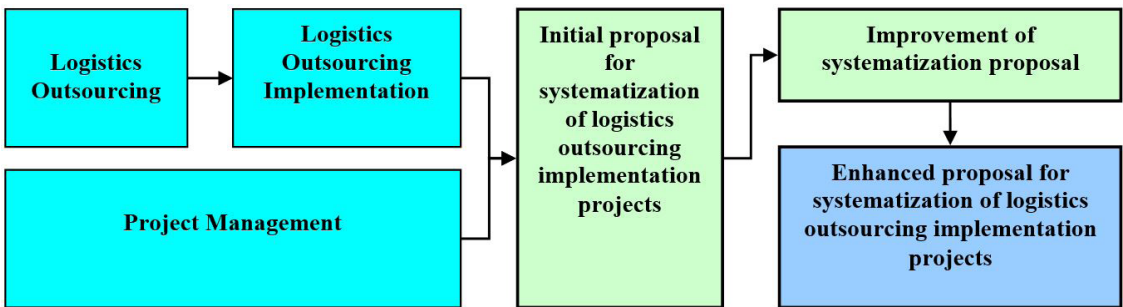 Logistics
Outsourcing
Logistics
Outsourcing
Implementation
Project Management
Initial proposal
for
systematization
of logistics
outsourcing
implementation
projects
Improvement of
systematization proposal
Enhanced proposal for
systematization of logistics
outsourcing implementation
projects